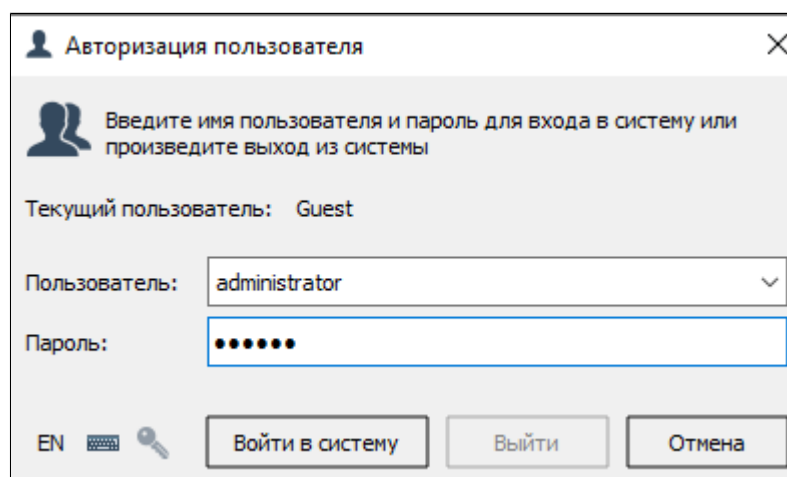 Авторизация пользователя
Введите имя пользователя и пароль для входа в систему или
произведите выход из системы
Текущий пользователь: Guest
Пользователь: administrator
Пароль: ••••••
EN Войти в систему Выйти Отмена